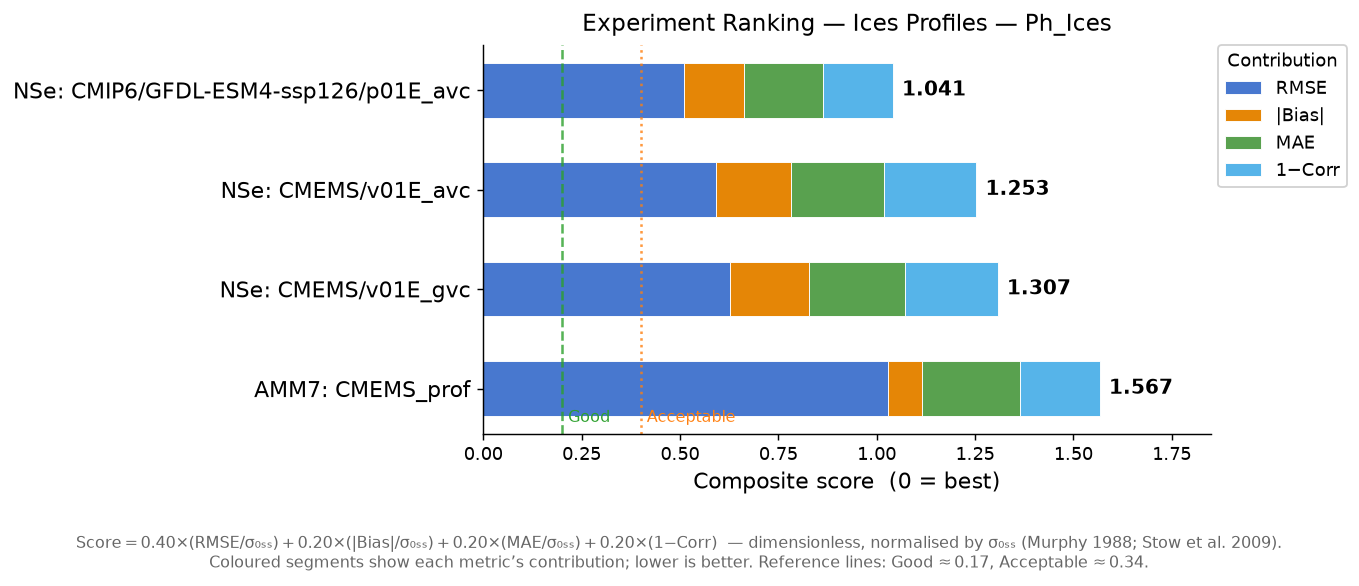 Experiment Ranking — Ices Profiles — Ph_Ices
NSe: CMIP6/GFDL-ESM4-ssp126/p01E_avc
1.041
NSe: CMEMS/v01E_avc
1.253
NSe: CMEMS/v01E_gvc
1.307
AMM7: CMEMS_prof
1.567
Good
Acceptable
Contribution
RMSE
|Bias|
MAE
1−Corr
0.00 0.25 0.50 0.75 1.00 1.25 1.50 1.75
Composite score (0 = best)
Score = 0.40×(RMSE/σ₀ₛₛ) + 0.20×(|Bias|/σ₀ₛₛ) + 0.20×(MAE/σ₀ₛₛ) + 0.20×(1−Corr) — dimensionless, normalised by σ₀ₛₛ (Murphy 1988; Stow et al. 2009).
Coloured segments show each metric’s contribution; lower is better. Reference lines: Good ≈ 0.17, Acceptable ≈ 0.34.